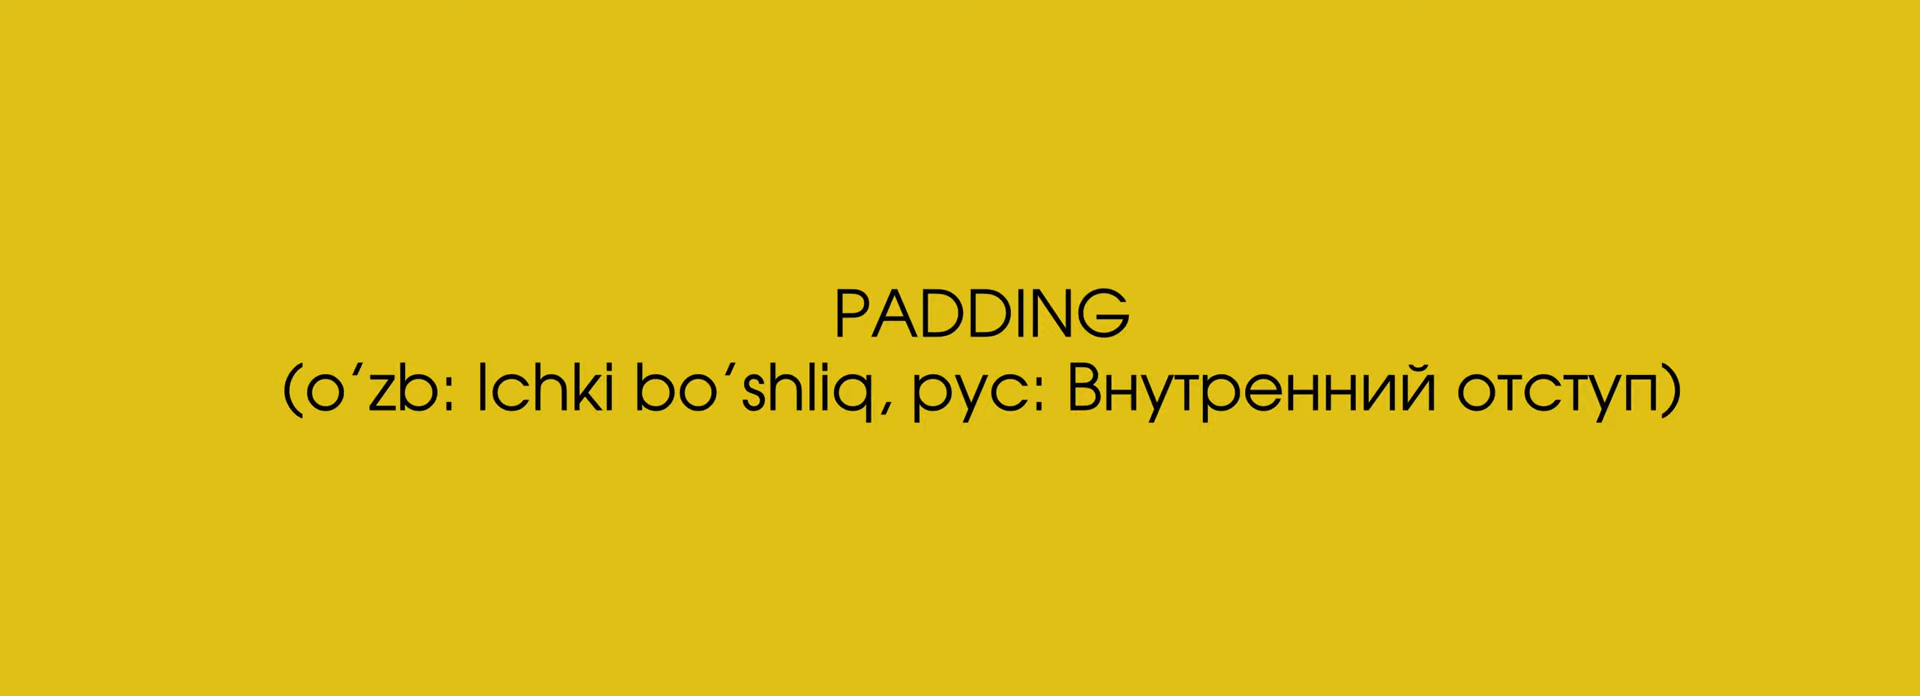 PADDING
(oʻzb: Ichki boʻshliq, рус: Внутренний отступ)